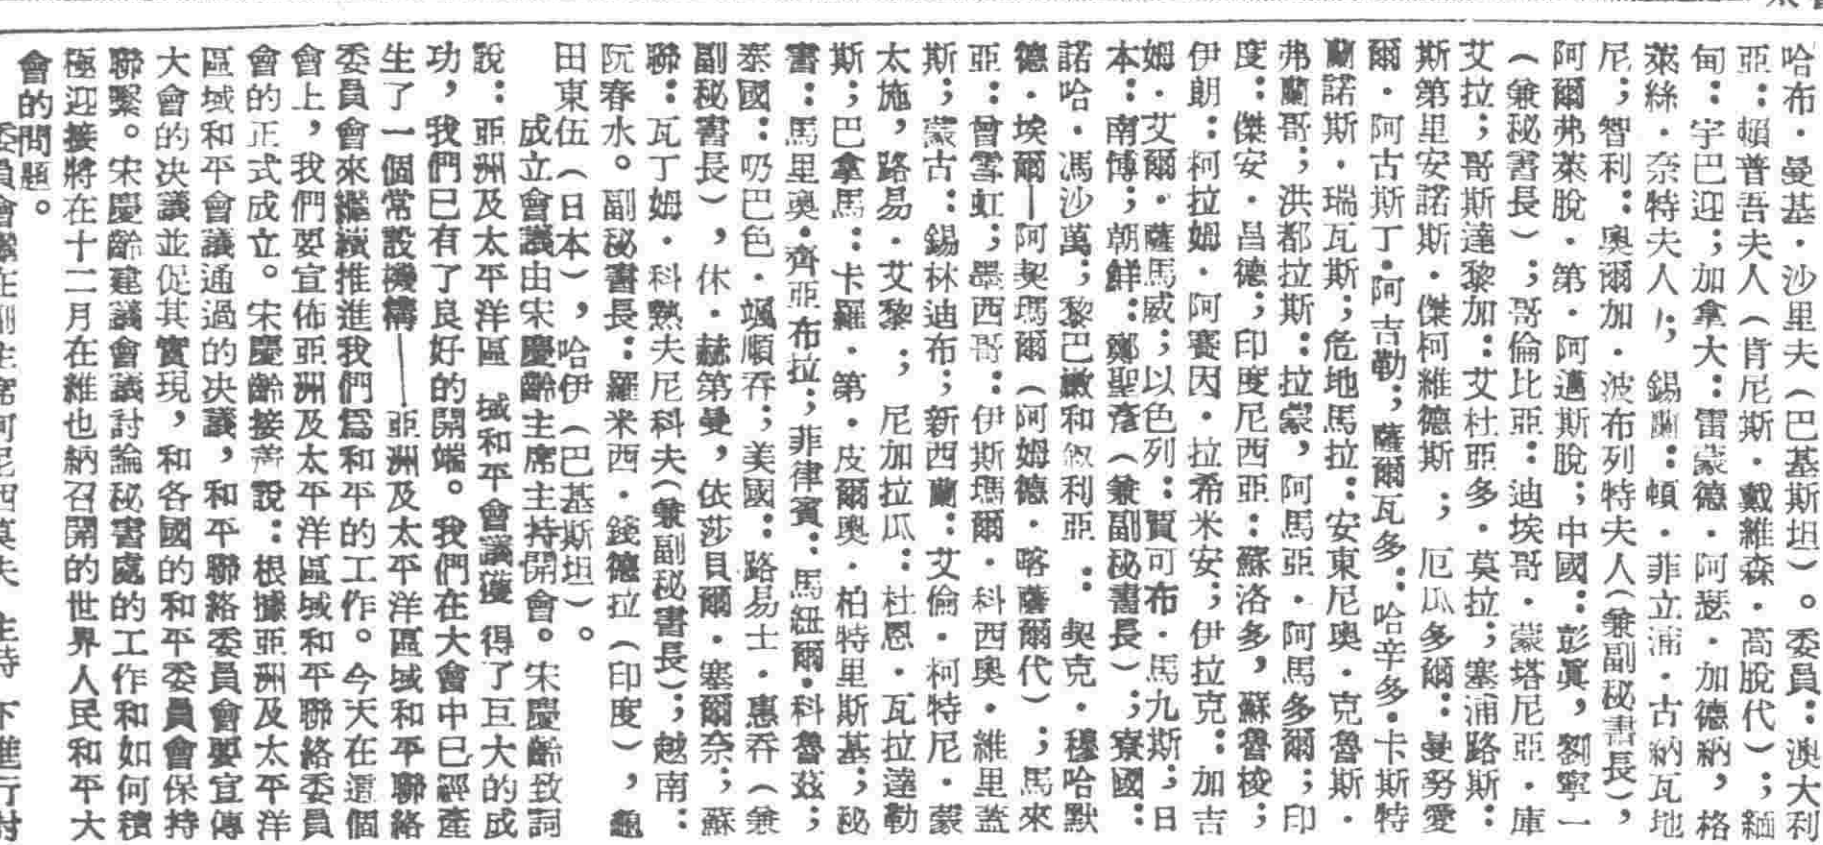 哈布．曼基．沙里夫（巴基斯坦）。委員：澳大利
亞：賴普吾夫人（肯尼斯．戴維森．高脫代）；緬
甸：宇巴迎；加拿大：雷蒙德．阿瑟．加德納，格
萊絲．奈特夫人；錫蘭：頓．菲立浦．古納瓦地
尼；智利：奧爾加．波布列特夫人（兼副秘書長），
阿爾弗萊脫．第．阿邁斯脫；中國：彭眞，劉寧一
（兼秘書長）；哥倫比亞：迪埃哥．蒙塔尼亞．庫
艾拉；哥斯達黎加：艾杜亞多．莫拉；塞浦路斯：
斯第里安諾斯．傑柯維德斯；厄瓜多爾：曼努愛
爾．阿古斯丁．阿吉勒；薩爾瓦多：哈辛多．卡斯特
蘭諾斯．瑞瓦斯；危地馬拉：安東尼奧．克魯斯．
弗蘭哥；洪都拉斯：拉蒙，阿馬亞．阿馬多爾；印
度：傑安．昌德；印度尼西亞：蘇洛多，蘇魯梭；
伊朗：柯拉姆．阿賽因．拉希米安；伊拉克：加吉
姆．艾爾．薩馬威；以色列：賈可布．馬九斯；日
本：南博；朝鮮：鄭聖彥（兼副秘書長）；寮國：
諾哈．馮沙萬；黎巴嫩和叙利亞：契克．穆哈默
德．埃爾—阿契瑪爾（阿姆德．喀薩爾代）；馬來
亞：曾雪虹；墨西哥：伊斯瑪爾．科西奧．維里蓋
斯；蒙古：錫林迪布；新西蘭：艾倫．柯特尼．蒙
太施，路易．艾黎；尼加拉瓜：杜恩．瓦拉達勒
斯；巴拿馬：卡羅．第．皮爾奧．柏特里斯基；秘
書：馬里奧．齊亞布拉；菲律賓：馬紐爾．科魯茲；
泰國：乃巴色．颯順吞；美國：路易士．惠吞（兼
副秘書長），休．赫第曼，依莎貝爾．塞爾奈；蘇
聯：瓦丁姆．科熱夫尼科夫（兼副秘書長）；越南：
阮春水。副秘書長：羅米西．錢德拉（印度），龜
田東伍（日本），哈伊（巴基斯坦）。
成立會議由宋慶齡主席主持開會。宋慶齡致詞
說：亞洲及太平洋區域和平會議獲得了巨大的成
功，我們已有了良好的開端。我們在大會中已經產
生了一個常設機構——亞洲及太平洋區域和平聯絡
委員會來繼續推進我們爲和平的工作。今天在這個
會上，我們要宣佈亞洲及太平洋區域和平聯絡委員
會的正式成立。宋慶齡接着說：根據亞洲及太平洋
區域和平會議通過的决議，和平聯絡委員會要宣傳
大會的决議並促其實現，和各國的和平委員會保持
聯繫。宋慶齡建議會議討論秘書處的工作和如何積
極迎接將在十二月在維也納召開的世界人民和平大
會的問題。